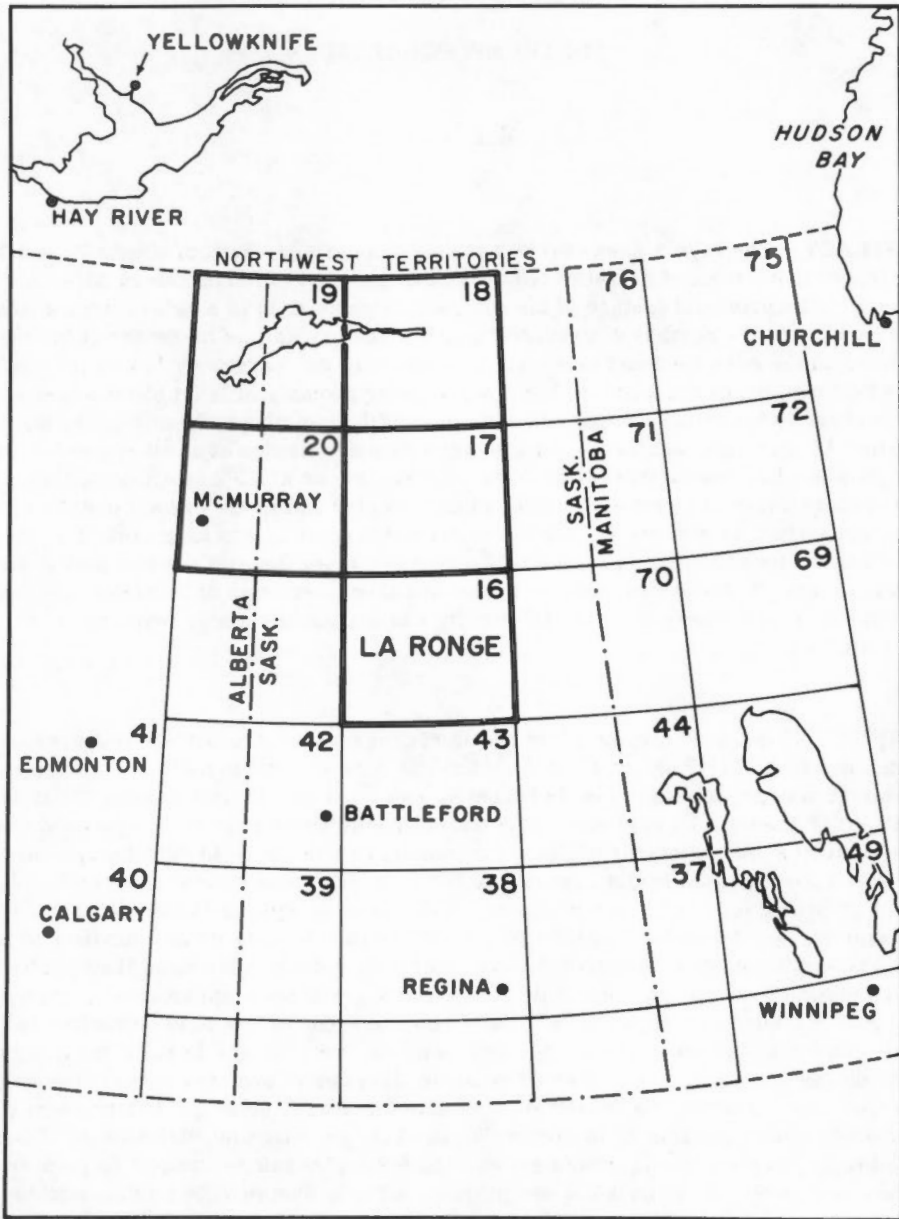 YELLOWKNIFE
HUDSON
BAY
HAY RIVER
NORTHWEST TERRITORIES
19
18
76
75
CHURCHILL
20
17
SASK
MANITOBA
71
72
McMURRAY
16
70
69
ALBERTA
SASK.
LA RONGE
41
42
43
44
EDMONTON
BATTLEFORD
40
39
38
37
49
CALGARY
REGINA
WINNIPEG